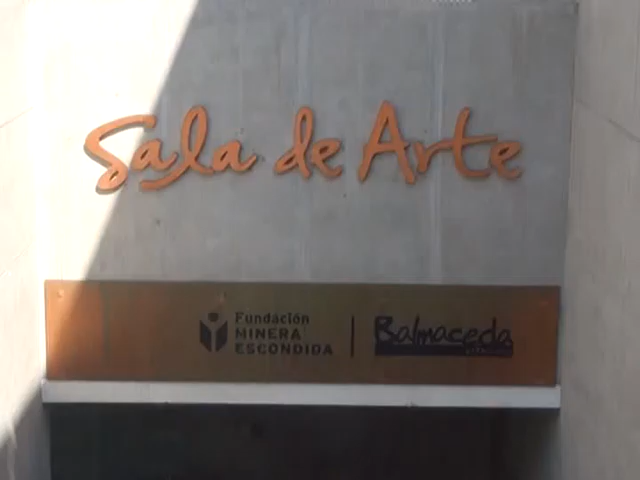 Sala de Arte
Fundación
MINERA
ESCONDIDA
Balmaceda